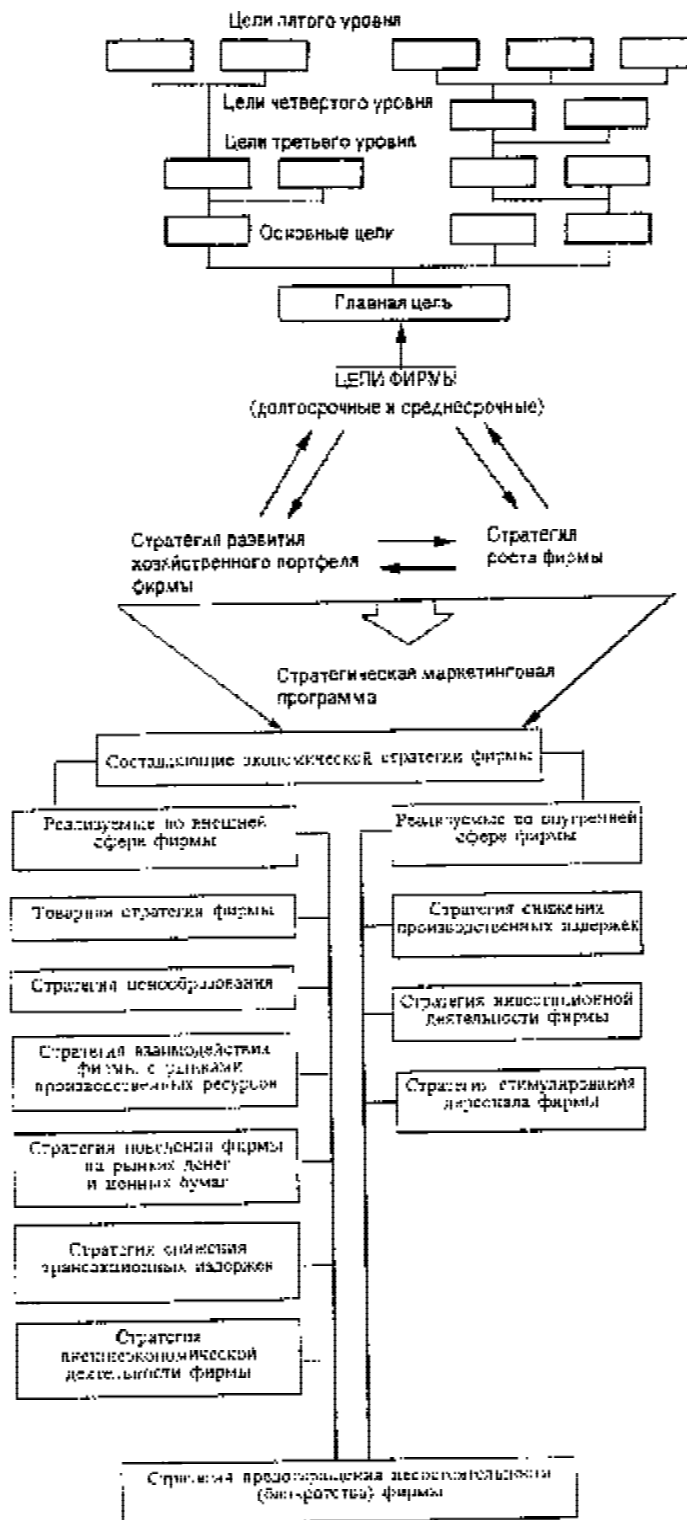 Цели пятого уровня
Цели четвертого уровня
Цели третьего уровня
Основные цели
Главная цель
ЦЕЛИ ФИРМЫ
(долгосрочные и среднесрочные)
Стратегия развития
хозяйственного портфеля
фирмы
Стратегия
роста фирмы
Стратегическая маркетинговая
программа
Составляющие экономической стратегии фирмы
Реализуемые во внешней
сфере фирмы
Реализуемые во внутренней
сфере фирмы
Товарная стратегия фирмы
Стратегия снижения
производственных издержек
Стратегия ценообразования
Стратегия инвестиционной
деятельности фирмы
Стратегия взаимодействия
фирмы с рынками
производственных ресурсов
Стратегия стимулирования
персонала фирмы
Стратегия поведения фирмы
на рынках денег
и ценных бумаг
Стратегия снижения
трансакционных издержек
Стратегия
внешнеэкономической
деятельности фирмы
Стратегия предотвращения несостоятельности
(банкротства) фирмы